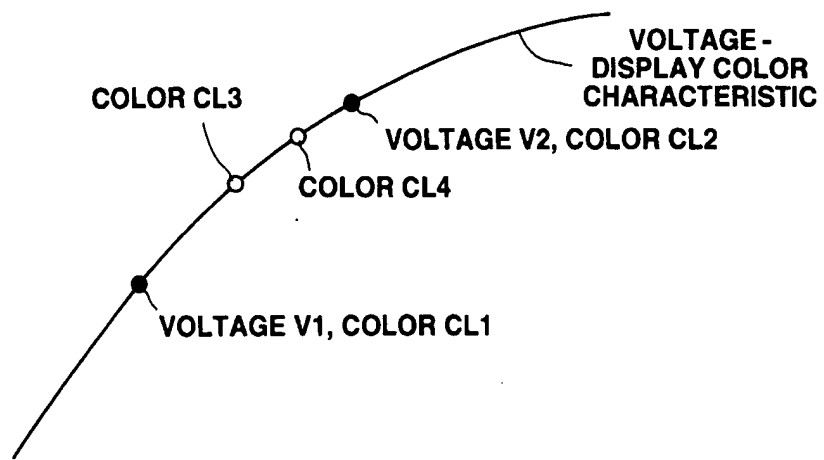 VOLTAGE -
DISPLAY COLOR
CHARACTERISTIC
COLOR CL3
VOLTAGE V2, COLOR CL2
COLOR CL4
VOLTAGE V1, COLOR CL1